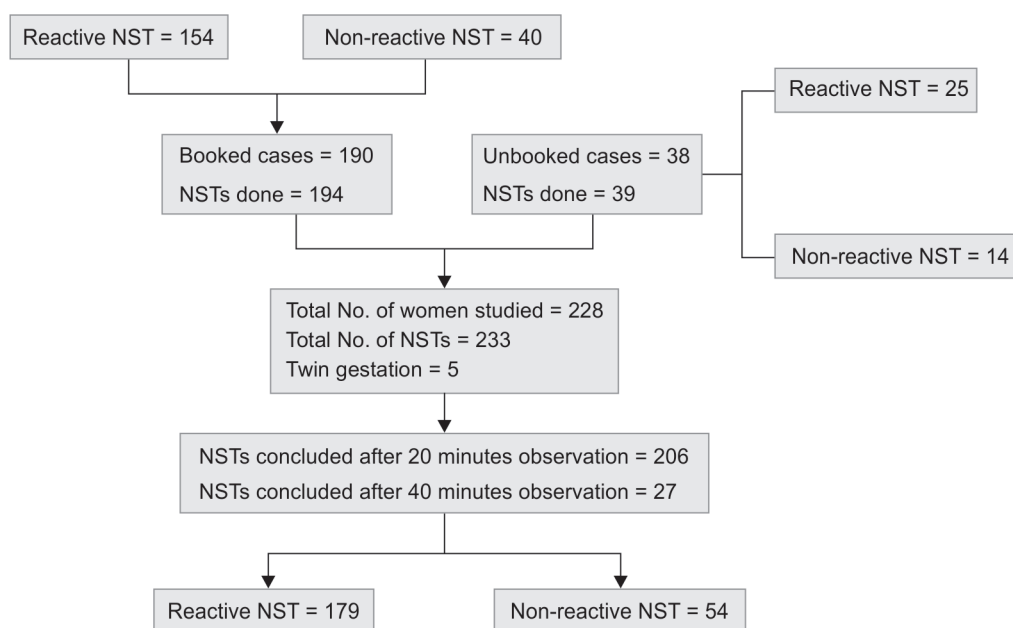 Reactive NST = 154
Non-reactive NST = 40
Reactive NST = 25
Booked cases = 190
NSTs done = 194
Unbooked cases = 38
NSTs done = 39
Non-reactive NST = 14
Total No. of women studied = 228
Total No. of NSTs = 233
Twin gestation = 5
NSTs concluded after 20 minutes observation = 206
NSTs concluded after 40 minutes observation = 27
Reactive NST = 179
Non-reactive NST = 54